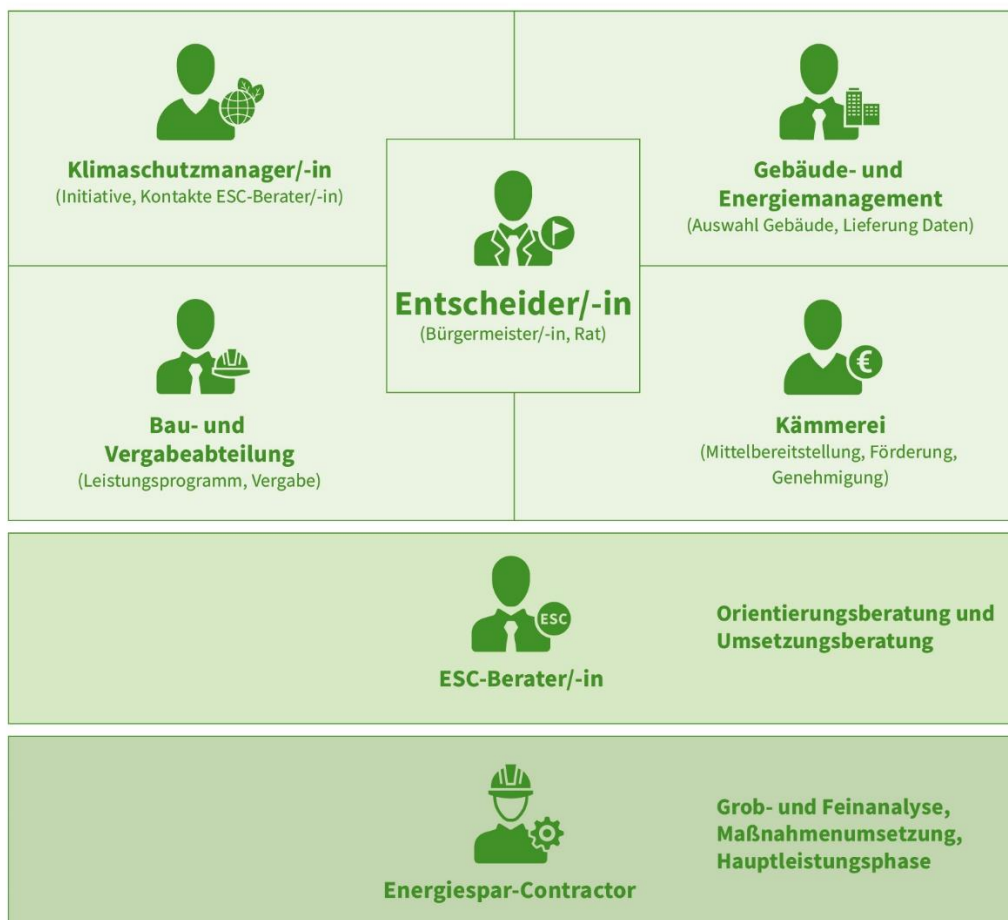 Klimaschutzmanager/-in
(Initiative, Kontakte ESC-Berater/-in)
Gebäude- und
Energiemanagement
(Auswahl Gebäude, Lieferung Daten)
Entscheider/-in
(Bürgermeister/-in, Rat)
Bau- und
Vergabeabteilung
(Leistungsprogramm, Vergabe)
€
Kämmerei
(Mittelbereitstellung, Förderung,
Genehmigung)
ESC
ESC-Berater/-in
Orientierungsberatung und
Umsetzungsberatung
Energiespar-Contractor
Grob- und Feinanalyse,
Maßnahmenumsetzung,
Hauptleistungsphase